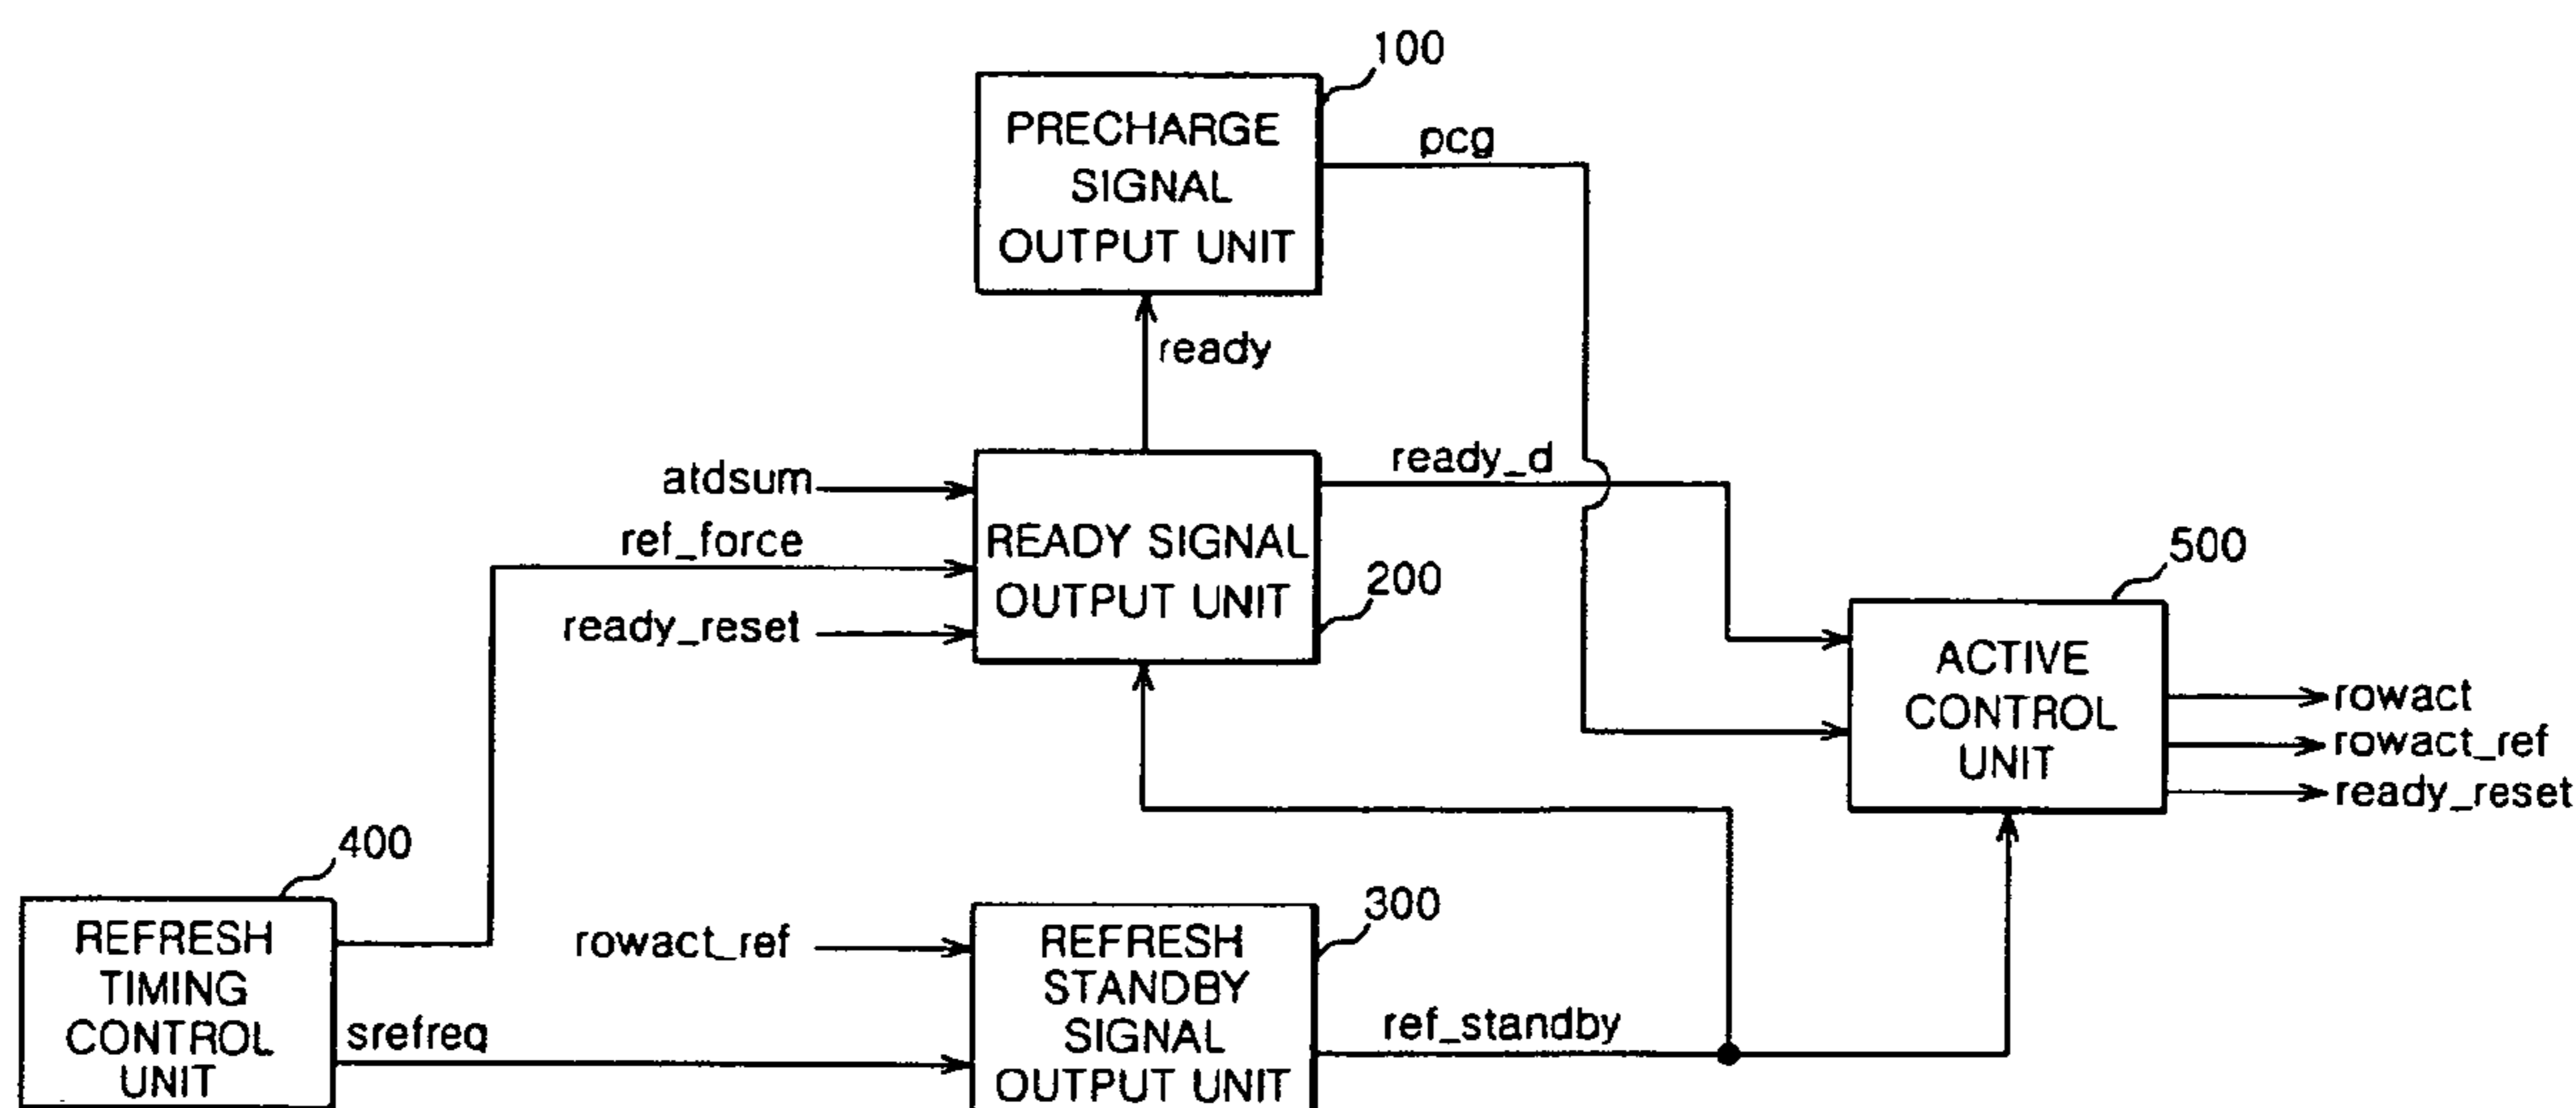 100
PRECHARGE
SIGNAL
OUTPUT UNIT
pcg
ready
atdsum
ref_force
ready_reset
READY SIGNAL
OUTPUT UNIT
200
ready_d
500
ACTIVE
CONTROL
UNIT
rowact
rowact_ref
ready_reset
400
REFRESH
TIMING
CONTROL
UNIT
srefreq
rowact_ref
300
REFRESH
STANDBY
SIGNAL
OUTPUT UNIT
ref_standby